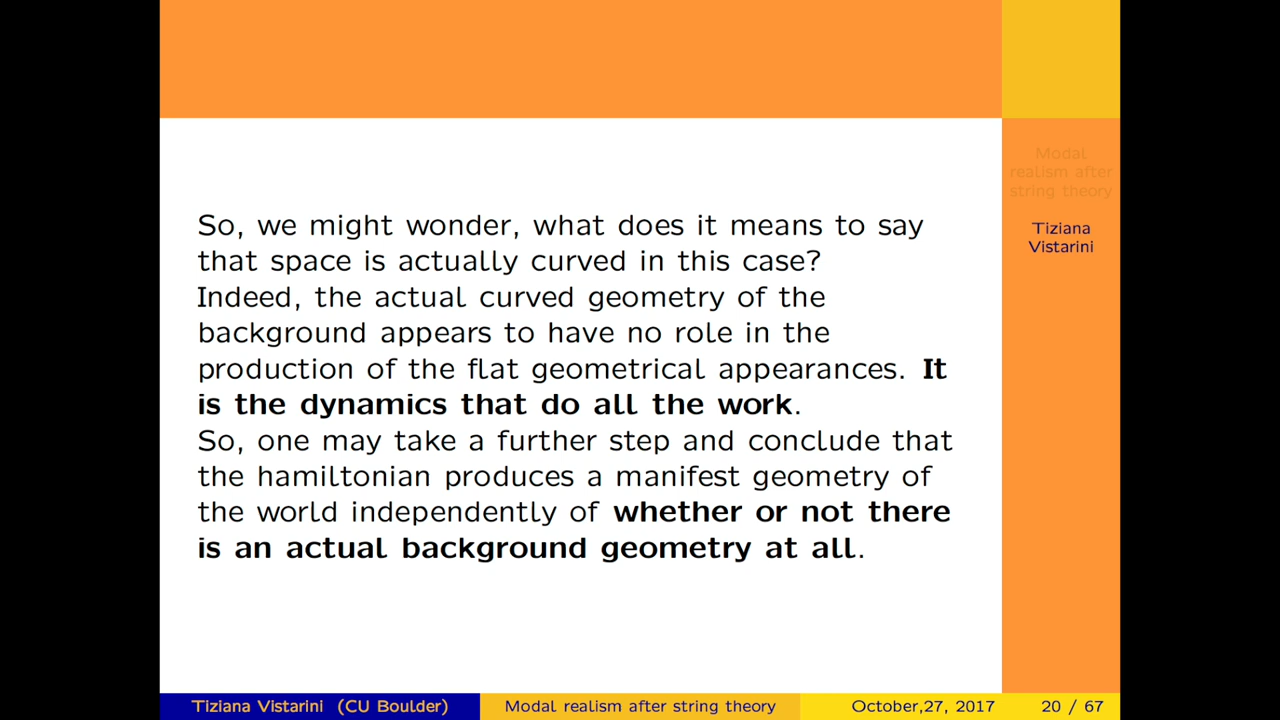 So, we might wonder, what does it means to say
that space is actually curved in this case?
Indeed, the actual curved geometry of the
background appears to have no role in the
production of the flat geometrical appearances. It
is the dynamics that do all the work.
So, one may take a further step and conclude that
the hamiltonian produces a manifest geometry of
the world independently of whether or not there
is an actual background geometry at all.
Modal
realism after
string theory
Tiziana
Vistarini
Tiziana Vistarini (CU Boulder)
Modal realism after string theory
October,27, 2017
20 / 67